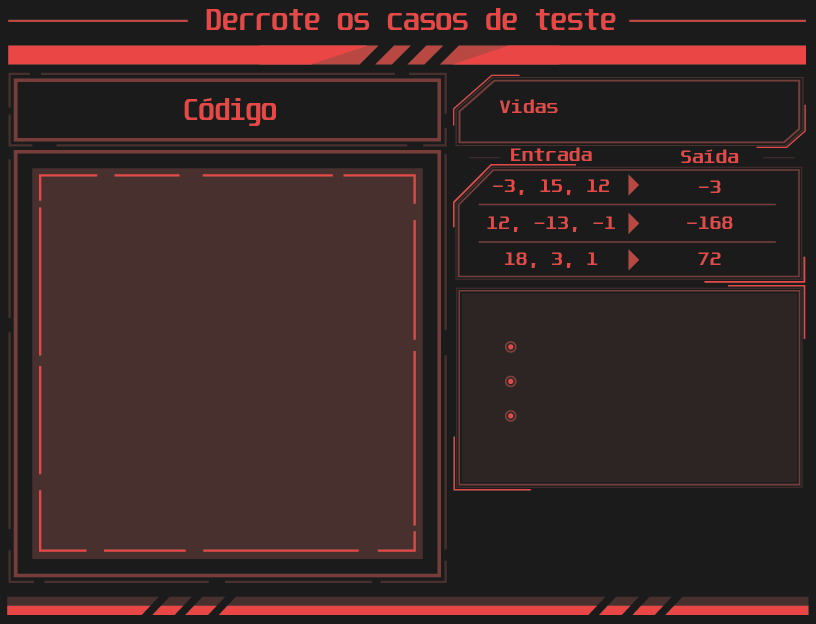 Derrote os casos de teste
Código
Vidas
Entrada Saída
-3, 15, 12 -3
12, -13, -1 -168
18, 3, 1 72